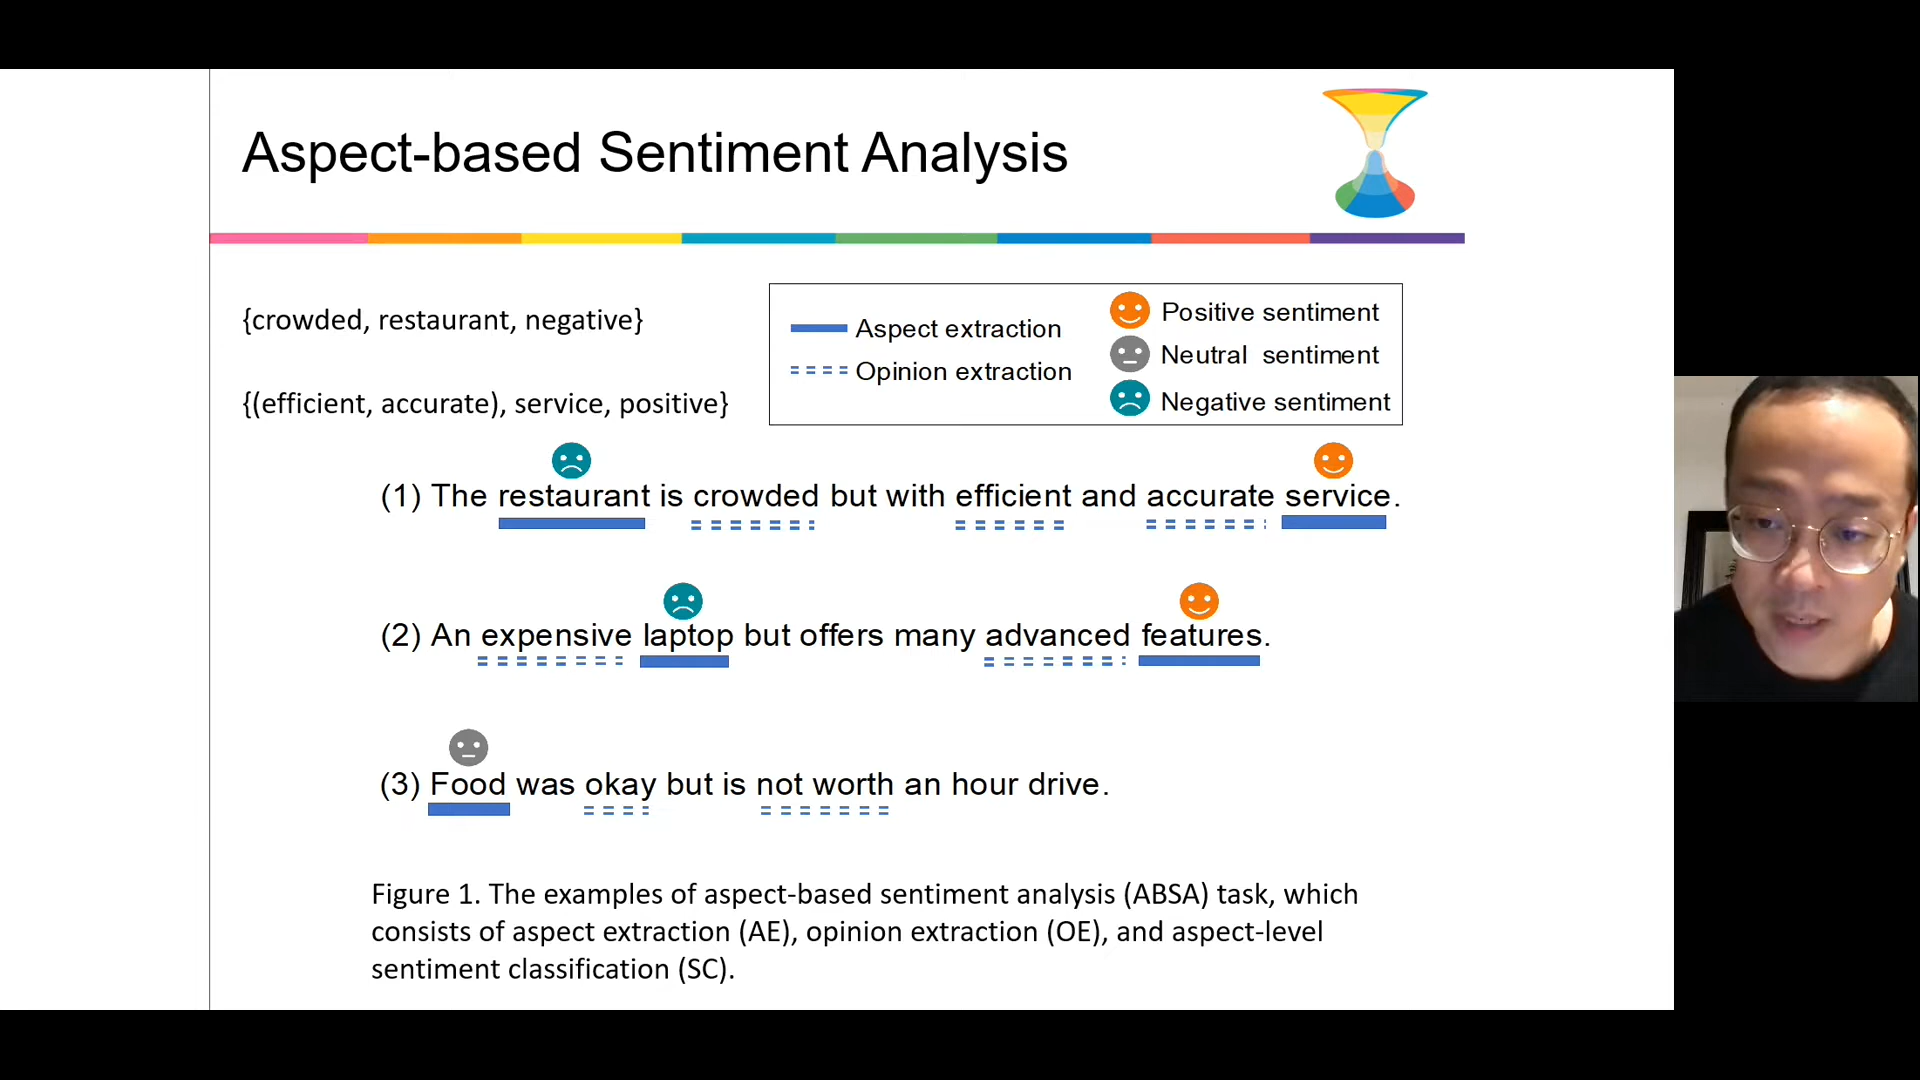 Aspect-based Sentiment Analysis
{crowded, restaurant, negative}
{(efficient, accurate), service, positive}
Aspect extraction
Opinion extraction
Positive sentiment
Neutral sentiment
Negative sentiment
(1) The restaurant is crowded but with efficient and accurate service.
(2) An expensive laptop but offers many advanced features.
(3) Food was okay but is not worth an hour drive.
Figure 1. The examples of aspect-based sentiment analysis (ABSA) task, which
consists of aspect extraction (AE), opinion extraction (OE), and aspect-level
sentiment classification (SC).